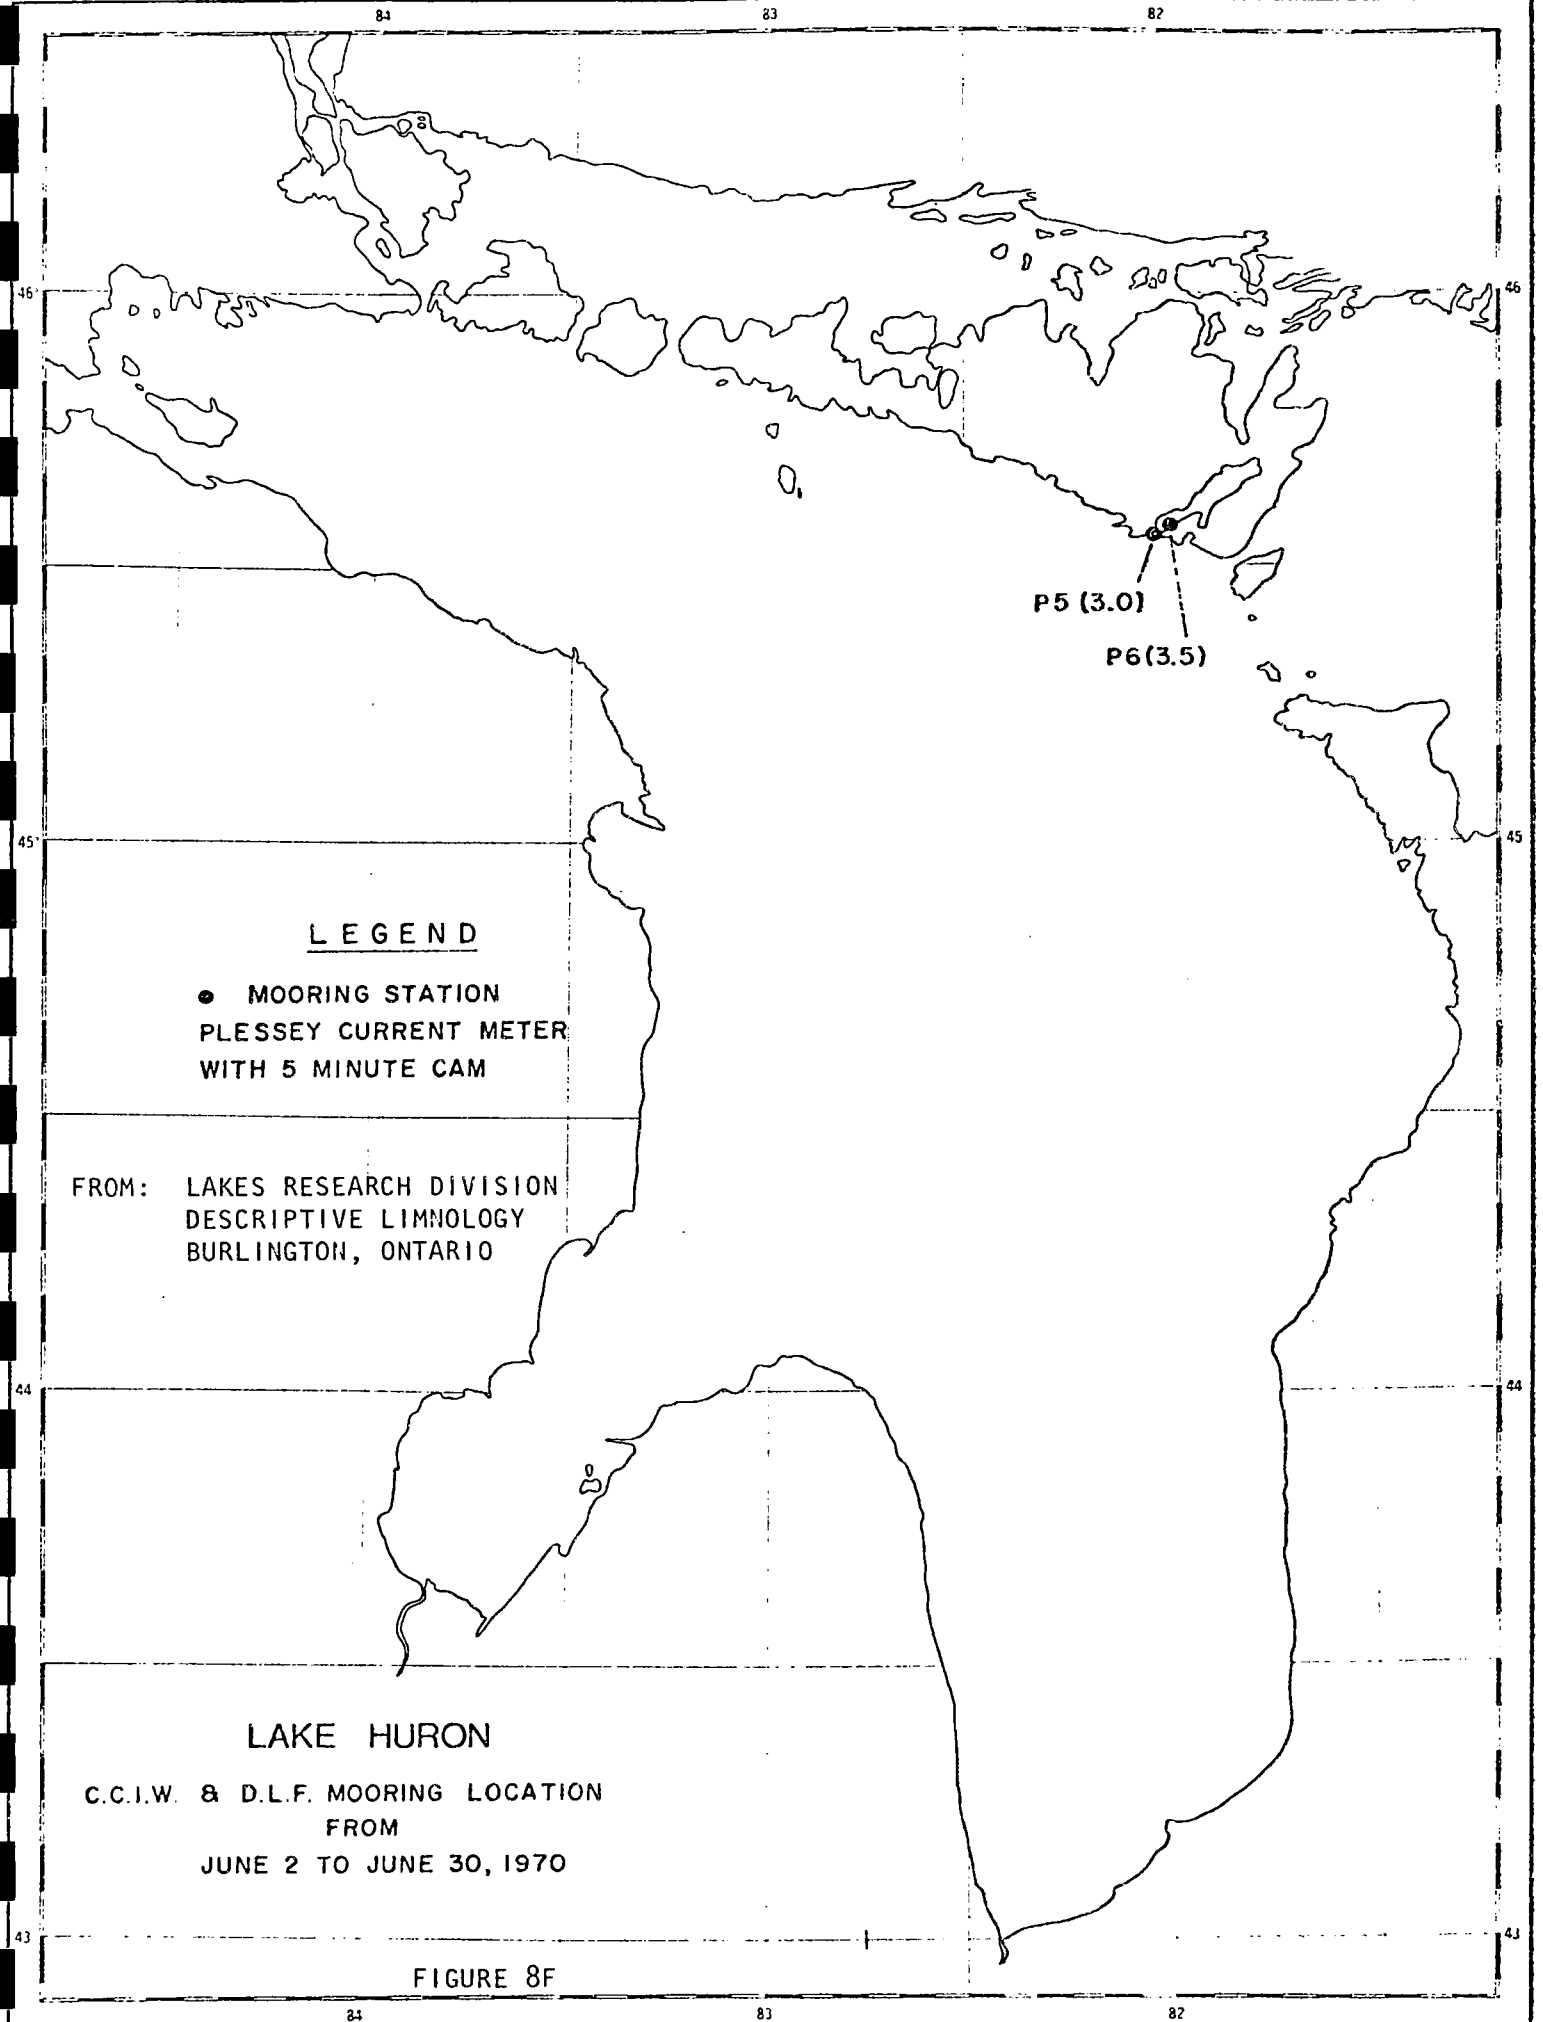 84 83 82
46 46
P5 (3.0)
P6(3.5)
45 45
LEGEND
MOORING STATION
PLESSEY CURRENT METER
WITH 5 MINUTE CAM
FROM: LAKES RESEARCH DIVISION
DESCRIPTIVE LIMNOLOGY
BURLINGTON, ONTARIO
44 44
LAKE HURON
C.C.I.W. & D.L.F. MOORING LOCATION
FROM
JUNE 2 TO JUNE 30, 1970
43 43
FIGURE 8F
84 83 82